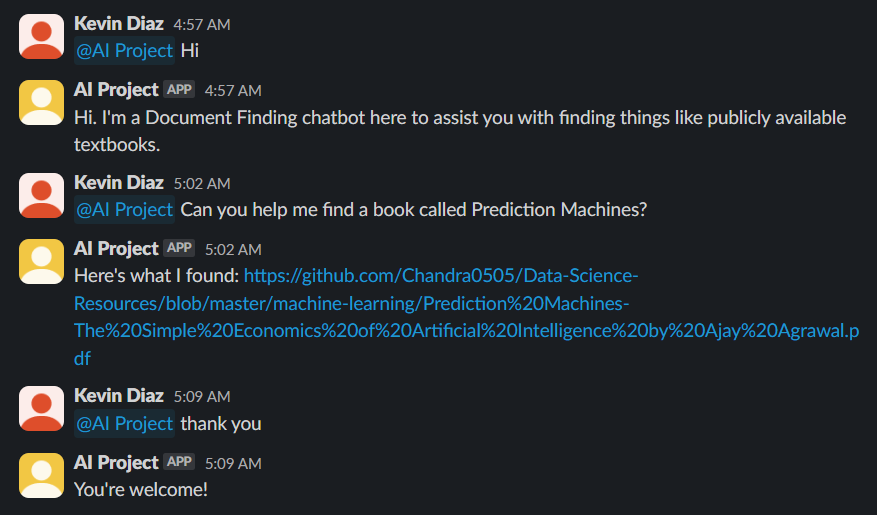 Kevin Diaz 4:57 AM
@AI Project Hi
AI Project APP 4:57 AM
Hi. I'm a Document Finding chatbot here to assist you with finding things like publicly available
textbooks.
Kevin Diaz 5:02 AM
@AI Project Can you help me find a book called Prediction Machines?
AI Project APP 5:02 AM
Here's what I found: https://github.com/Chandra0505/Data-Science-
Resources/blob/master/machine-learning/Prediction%20Machines-
The%20Simple%20Economics%20of%20Artificial%20Intelligence%20by%20Ajay%20Agrawal.p
df
Kevin Diaz 5:09 AM
@AI Project thank you
AI Project APP 5:09 AM
You're welcome!